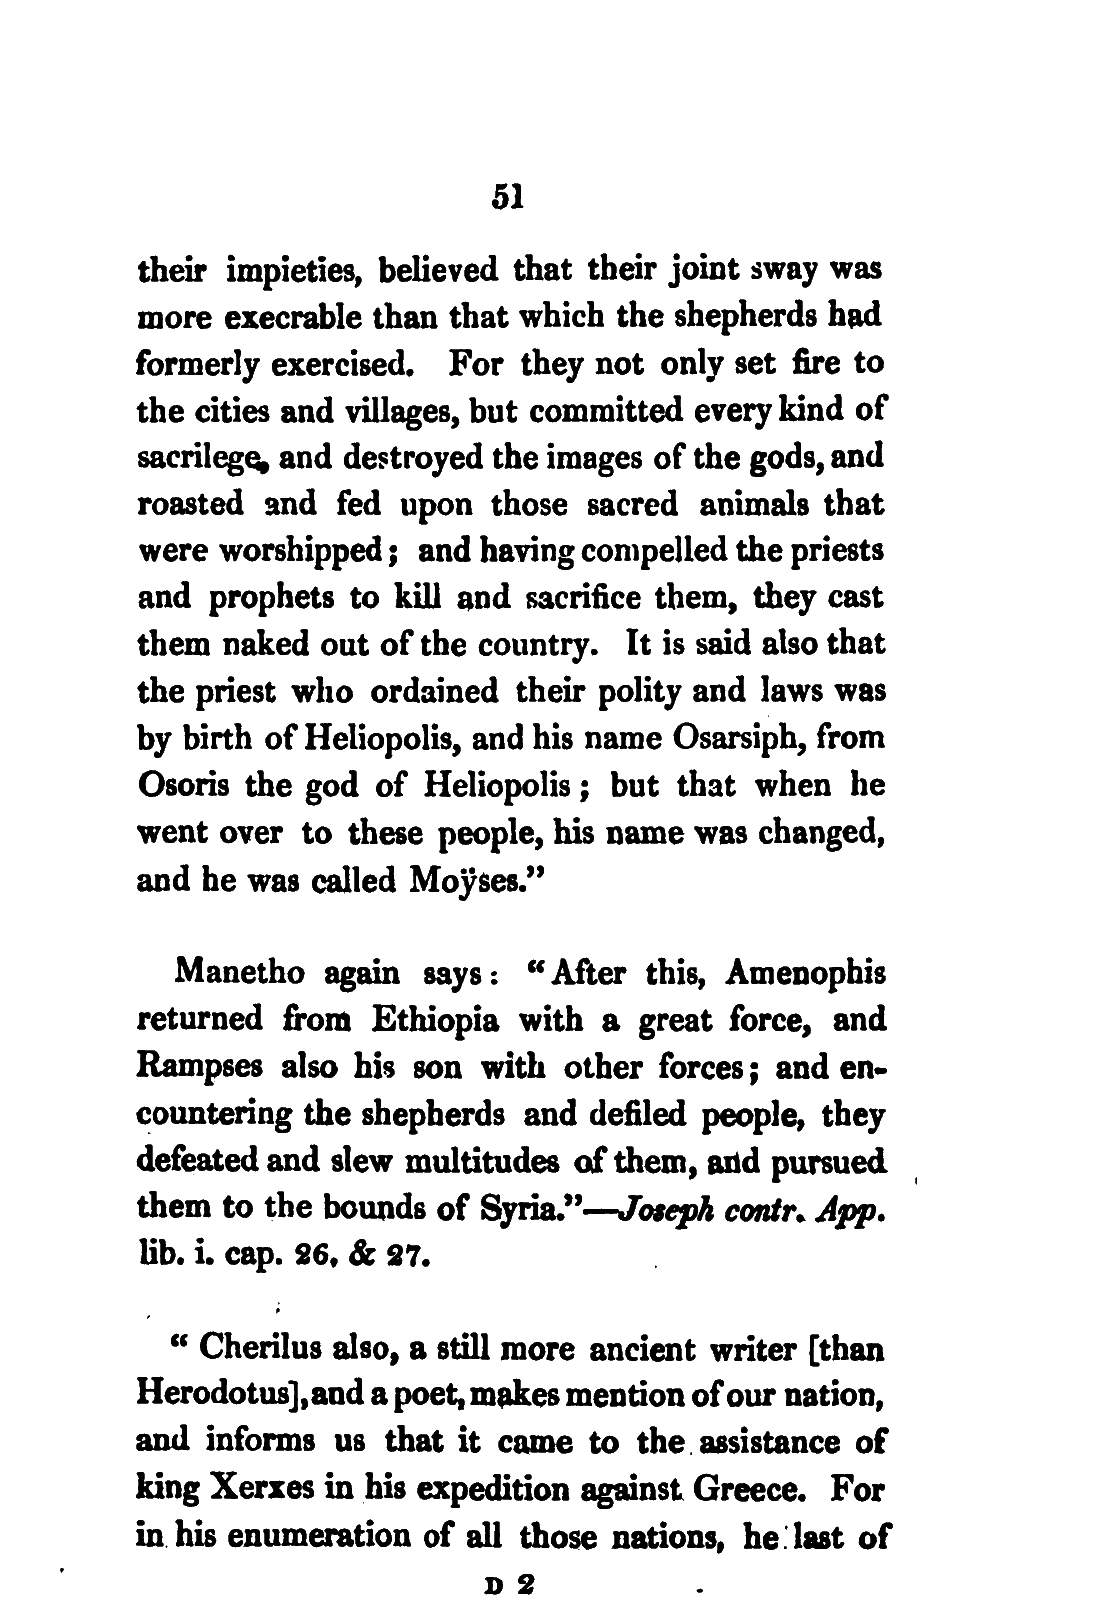 51
their impieties, believed that their joint sway was
more execrable than that which the shepherds had
formerly exercised. For they not only set fire to
the cities and villages, but committed every kind of
sacrilege, and destroyed the images of the gods, and
roasted and fed upon those sacred animals that
were worshipped; and having compelled the priests
and prophets to kill and sacrifice them, they cast
them naked out of the country. It is said also that
the priest who ordained their polity and laws was
by birth of Heliopolis, and his name Osarsiph, from
Osoris the god of Heliopolis; but that when he
went over to these people, his name was changed,
and he was called Moÿses.”
Manetho again says: “After this, Amenophis
returned from Ethiopia with a great force, and
Rampses also his son with other forces; and en-
countering the shepherds and defiled people, they
defeated and slew multitudes of them, and pursued
them to the bounds of Syria.”—Joseph contr. App.
lib. i. cap. 26, & 27.
“ Cherilus also, a still more ancient writer [than
Herodotus], and a poet, makes mention of our nation,
and informs us that it came to the assistance of
king Xerxes in his expedition against Greece. For
in his enumeration of all those nations, he last of
D 2